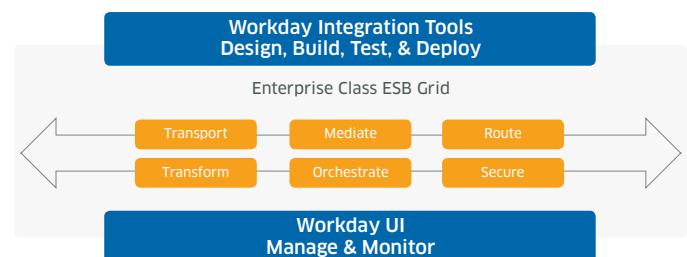 Workday Integration Tools
Design, Build, Test, & Deploy
Enterprise Class ESB Grid
Transport Mediate Route
Transform Orchestrate Secure
Workday UI
Manage & Monitor